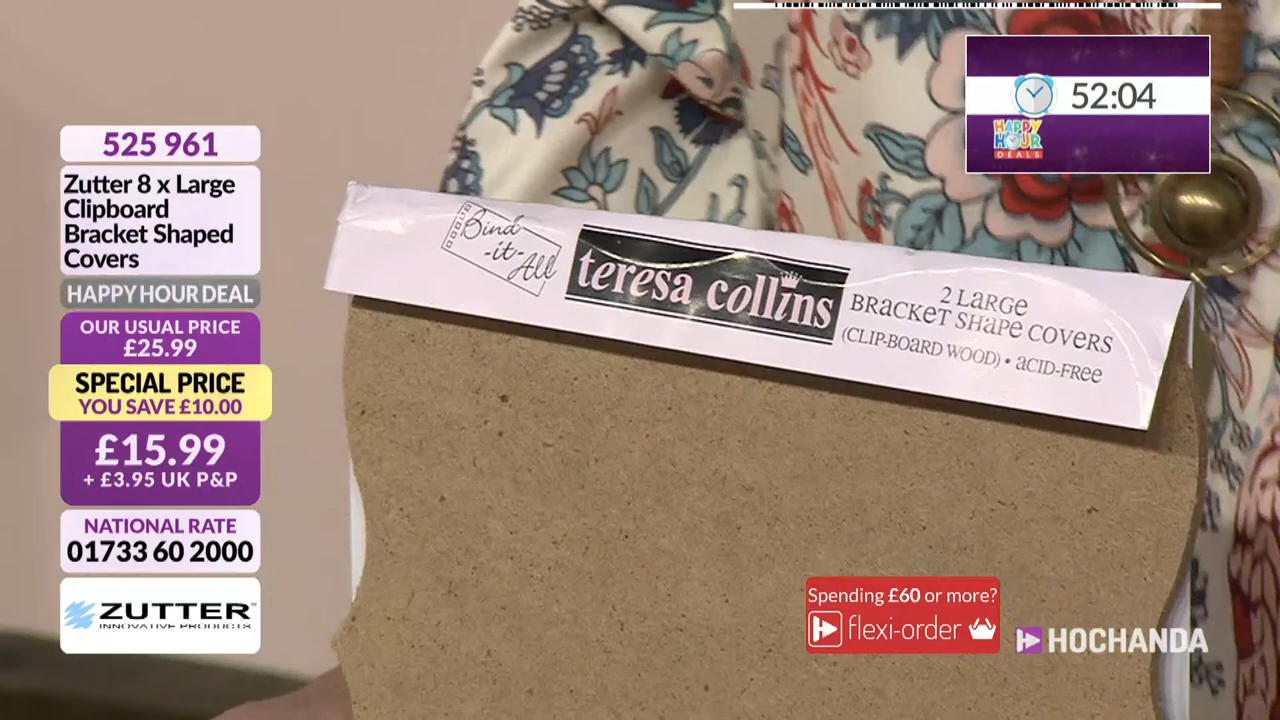 525 961
Zutter 8 x Large
Clipboard
Bracket Shaped
Covers
HAPPY HOUR DEAL
OUR USUAL PRICE
£25.99
SPECIAL PRICE
YOU SAVE £10.00
£15.99
+ £3.95 UK P&P
NATIONAL RATE
01733 60 2000
ZUTTER™
INNOVATIVE PRODUCTS
Bind
-it-
All
teresa collins
2 LARGE
BRACKET SHAPE COVERS
(CLIP-BOARD WOOD) • ACID-FREE
52:04
HAPPY
HOUR
DEALS
Spending £60 or more?
flexi-order
HOCHANDA